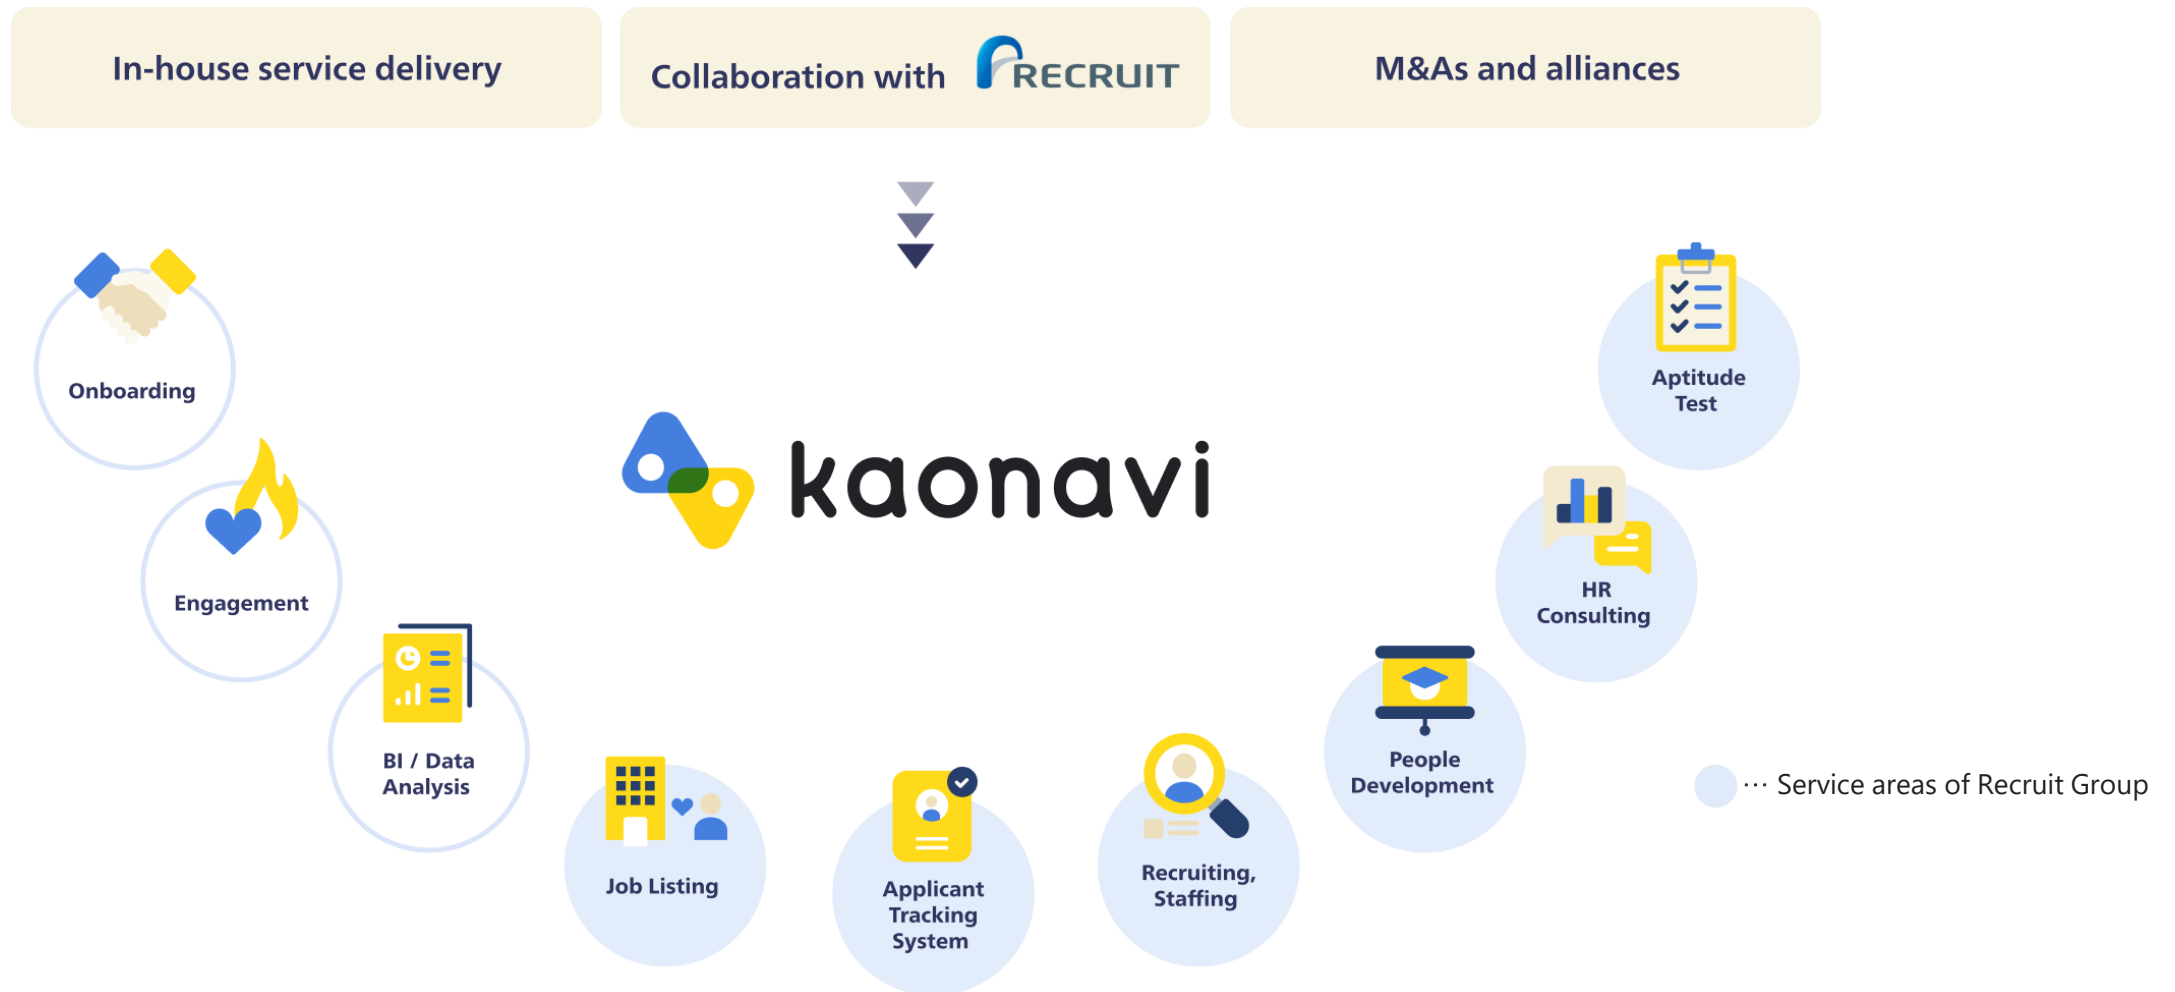 In-house service delivery
Collaboration with RECRUIT
M&As and alliances
Onboarding
Engagement
BI / Data
Analysis
Job Listing
Applicant
Tracking
System
Recruiting,
Staffing
People
Development
HR
Consulting
Aptitude
Test
kaonavi
··· Service areas of Recruit Group